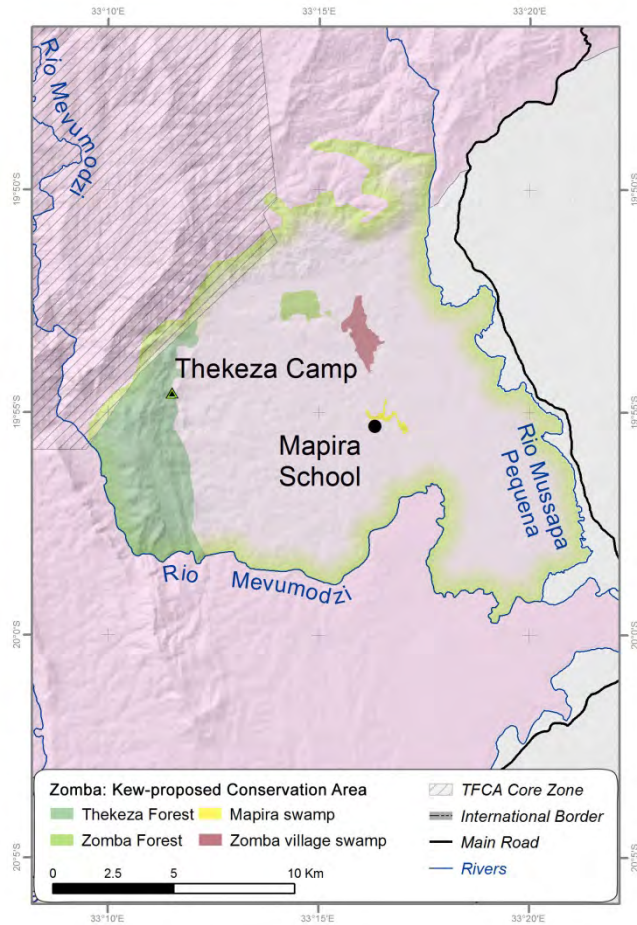 33°10'E 33°15'E 33°20'E
Rio Mevumopzi
19°50'S 19°50'S
Thekeza Camp
19°55'S 19°55'S
Mapira
School
Rio Mussapa
Pequena
Rio Mevumodzi
20°0'S 20°0'S
Zomba: Kew-proposed Conservation Area
Thekeza Forest
Mapira swamp
Zomba Forest
Zomba village swamp
TFCA Core Zone
International Border
Main Road
Rivers
0 2.5 5 10 Km
20°5'S 20°5'S
33°10'E 33°15'E 33°20'E